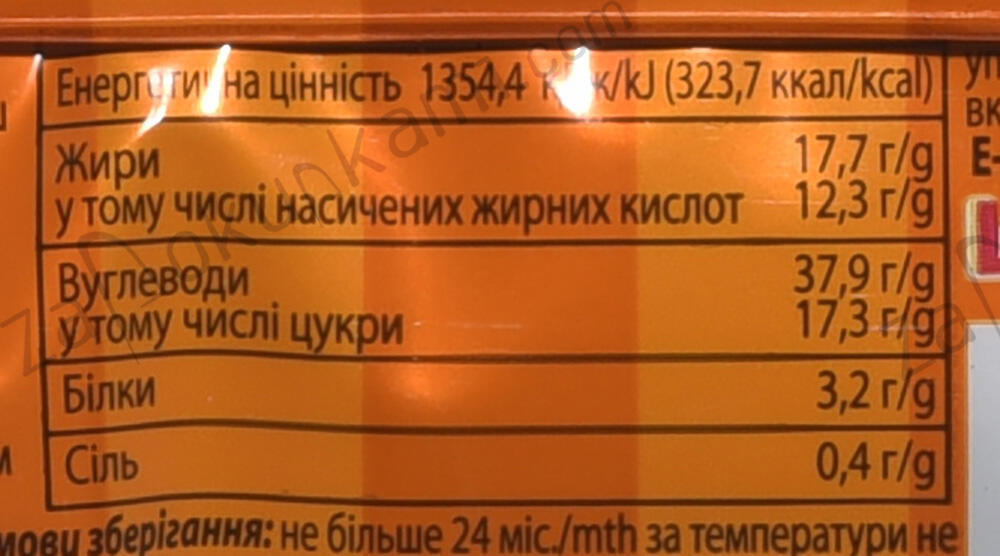 Енергетична цінність 1354,4 кДж/kJ (323,7 ккал/kcal)
Жири 17,7 г/g
у тому числі насичених жирних кислот 12,3 г/g
Вуглеводи 37,9 г/g
у тому числі цукри 17,3 г/g
Білки 3,2 г/g
Сіль 0,4 г/g
зберігання: не більше 24 міс./mth за температури не
E-